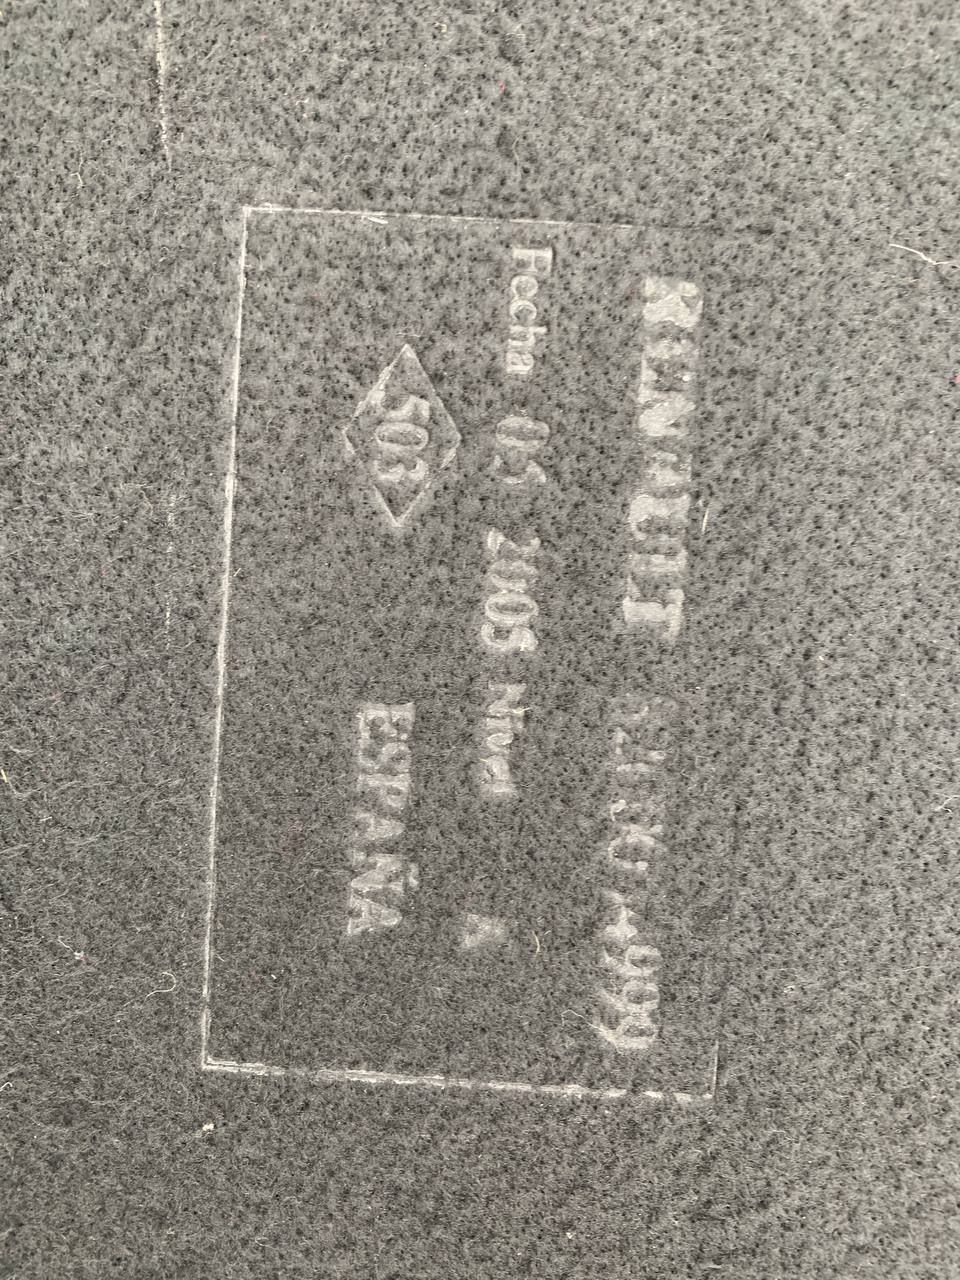 RENAULT
Fecha 05 2005 Nivel A
503 ESPAÑA